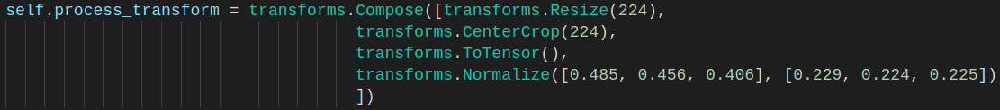 self.process_transform = transforms.Compose([transforms.Resize(224),
transforms.CenterCrop(224),
transforms.ToTensor(),
transforms.Normalize([0.485, 0.456, 0.406], [0.229, 0.224, 0.225])
])